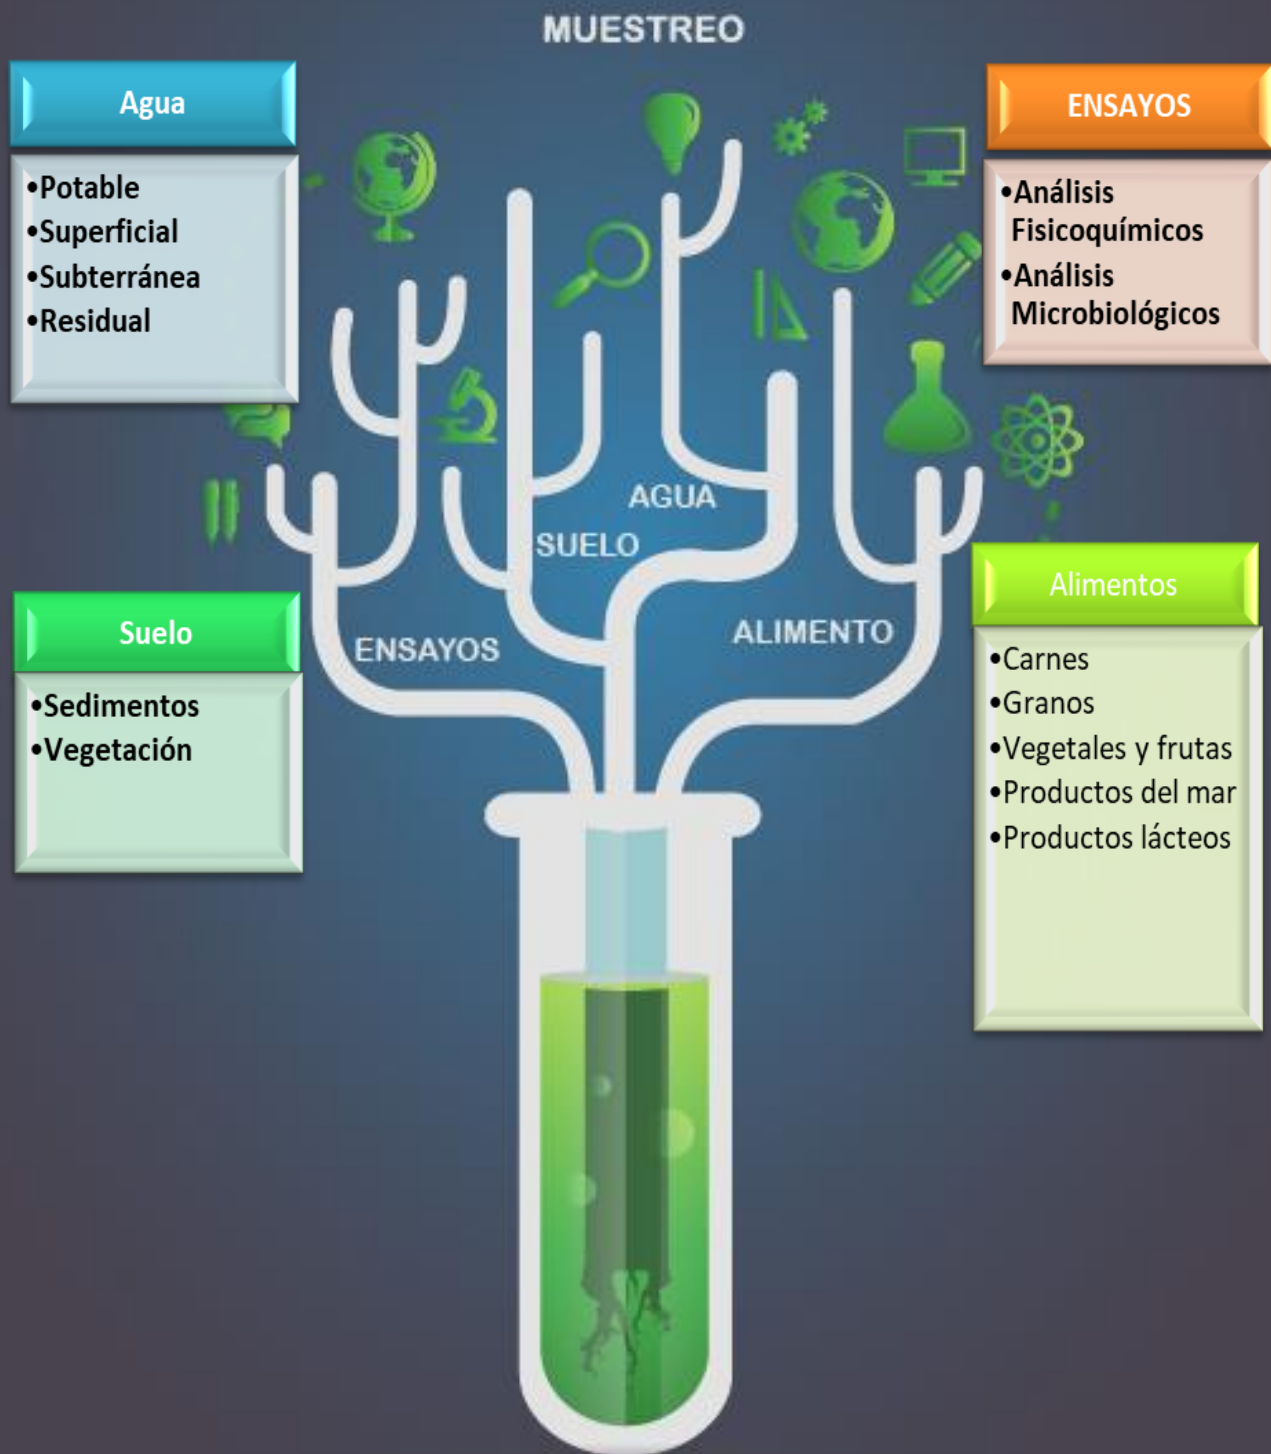 MUESTREO
Agua
•Potable
•Superficial
•Subterránea
•Residual
ENSAYOS
•Análisis
Fisicoquímicos
•Análisis
Microbiológicos
AGUA
SUELO
ENSAYOS
ALIMENTO
Suelo
•Sedimentos
•Vegetación
Alimentos
•Carnes
•Granos
•Vegetales y frutas
•Productos del mar
•Productos lácteos